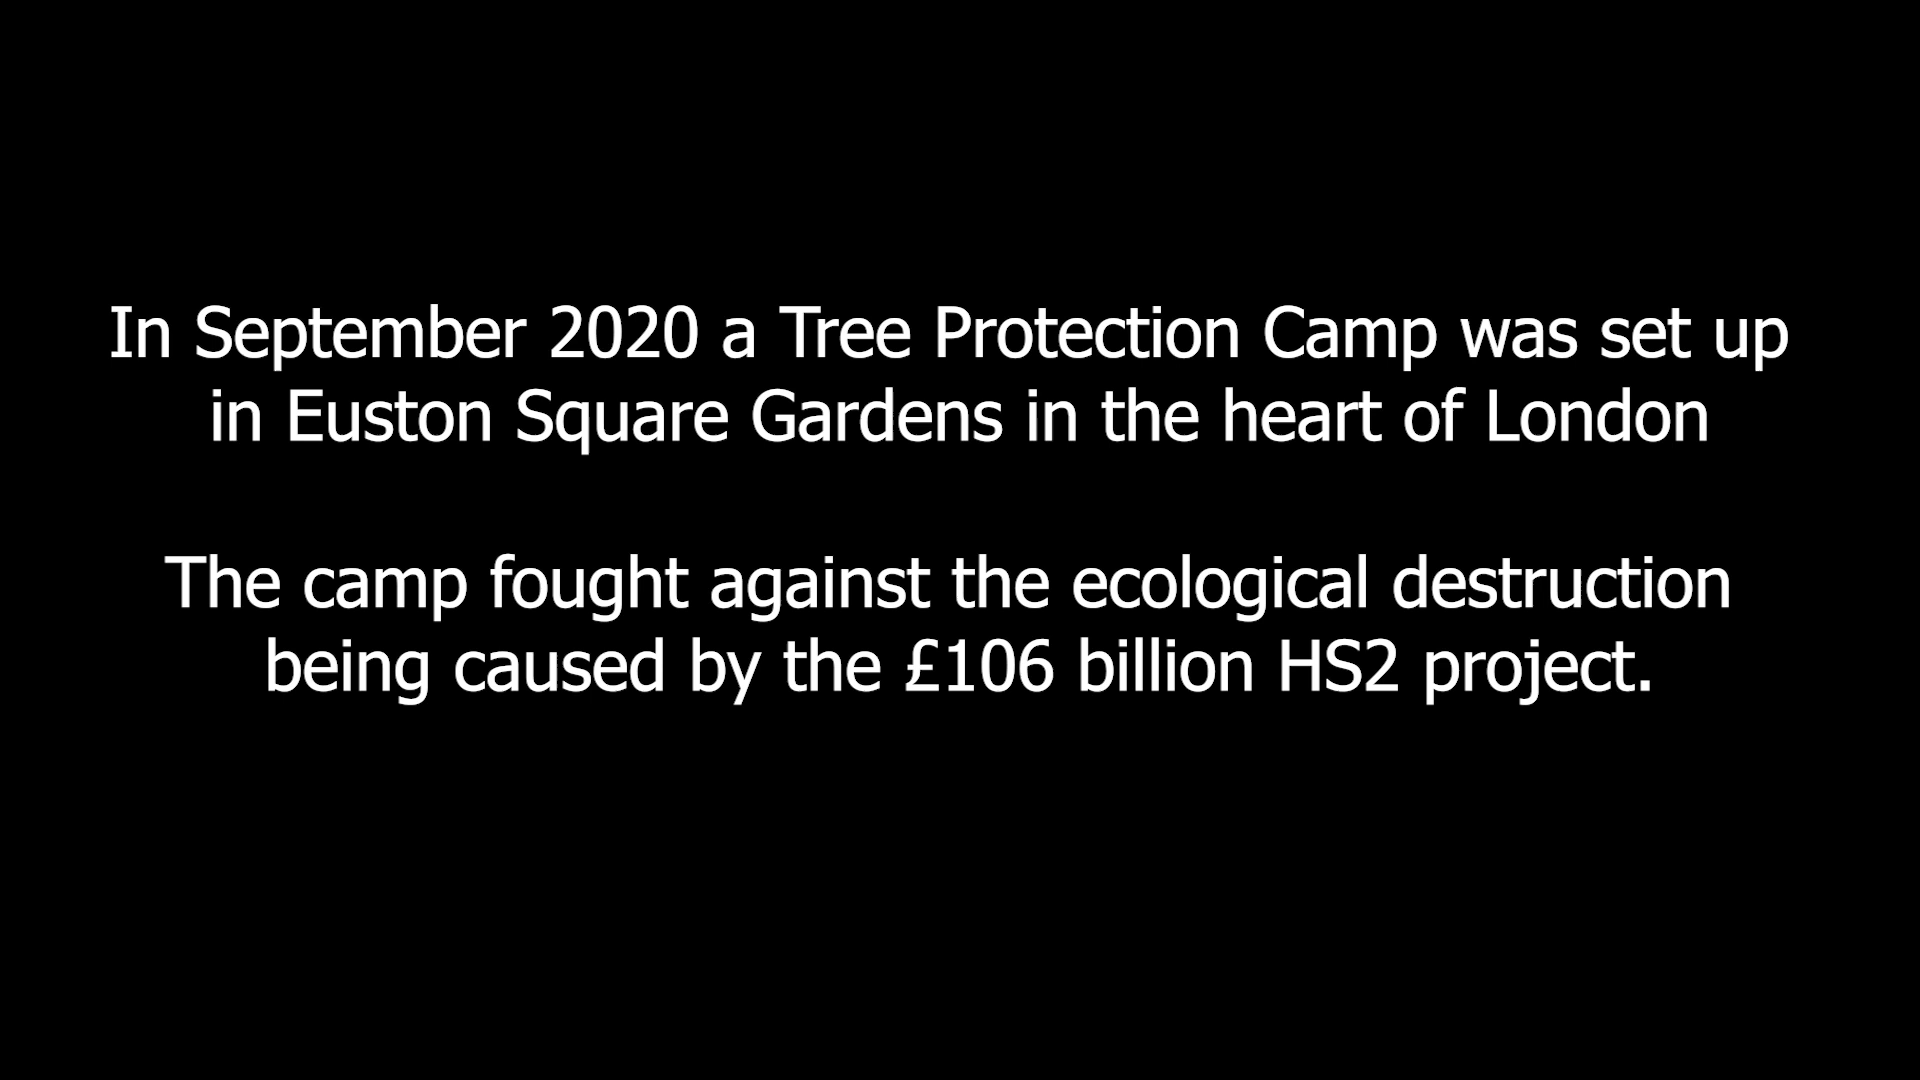 In September 2020 a Tree Protection Camp was set up
in Euston Square Gardens in the heart of London
The camp fought against the ecological destruction
being caused by the £106 billion HS2 project.